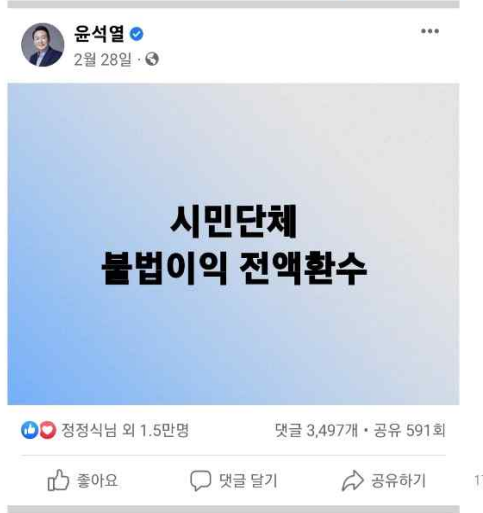 윤석열
2월 28일 ·
시민단체
불법이익 전액환수
정정식님 외 1.5만명 댓글 3,497개 • 공유 591회
좋아요 댓글 달기 공유하기